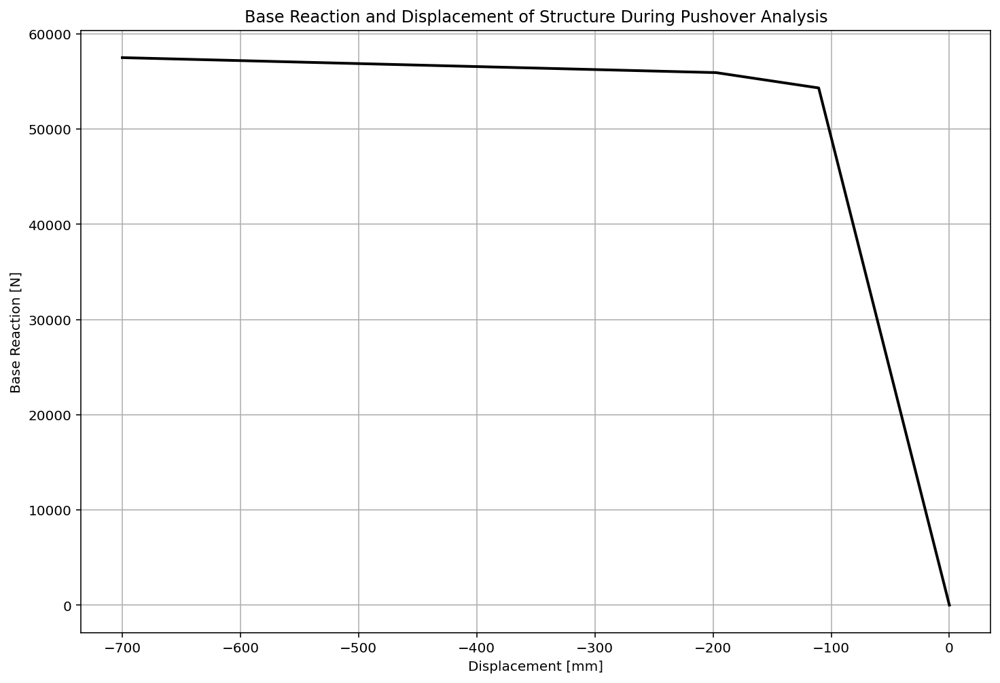 Base Reaction and Displacement of Structure During Pushover Analysis
60000
50000
40000
30000
20000
10000
0
Base Reaction [N]
−700 −600 −500 −400 −300 −200 −100 0
Displacement [mm]